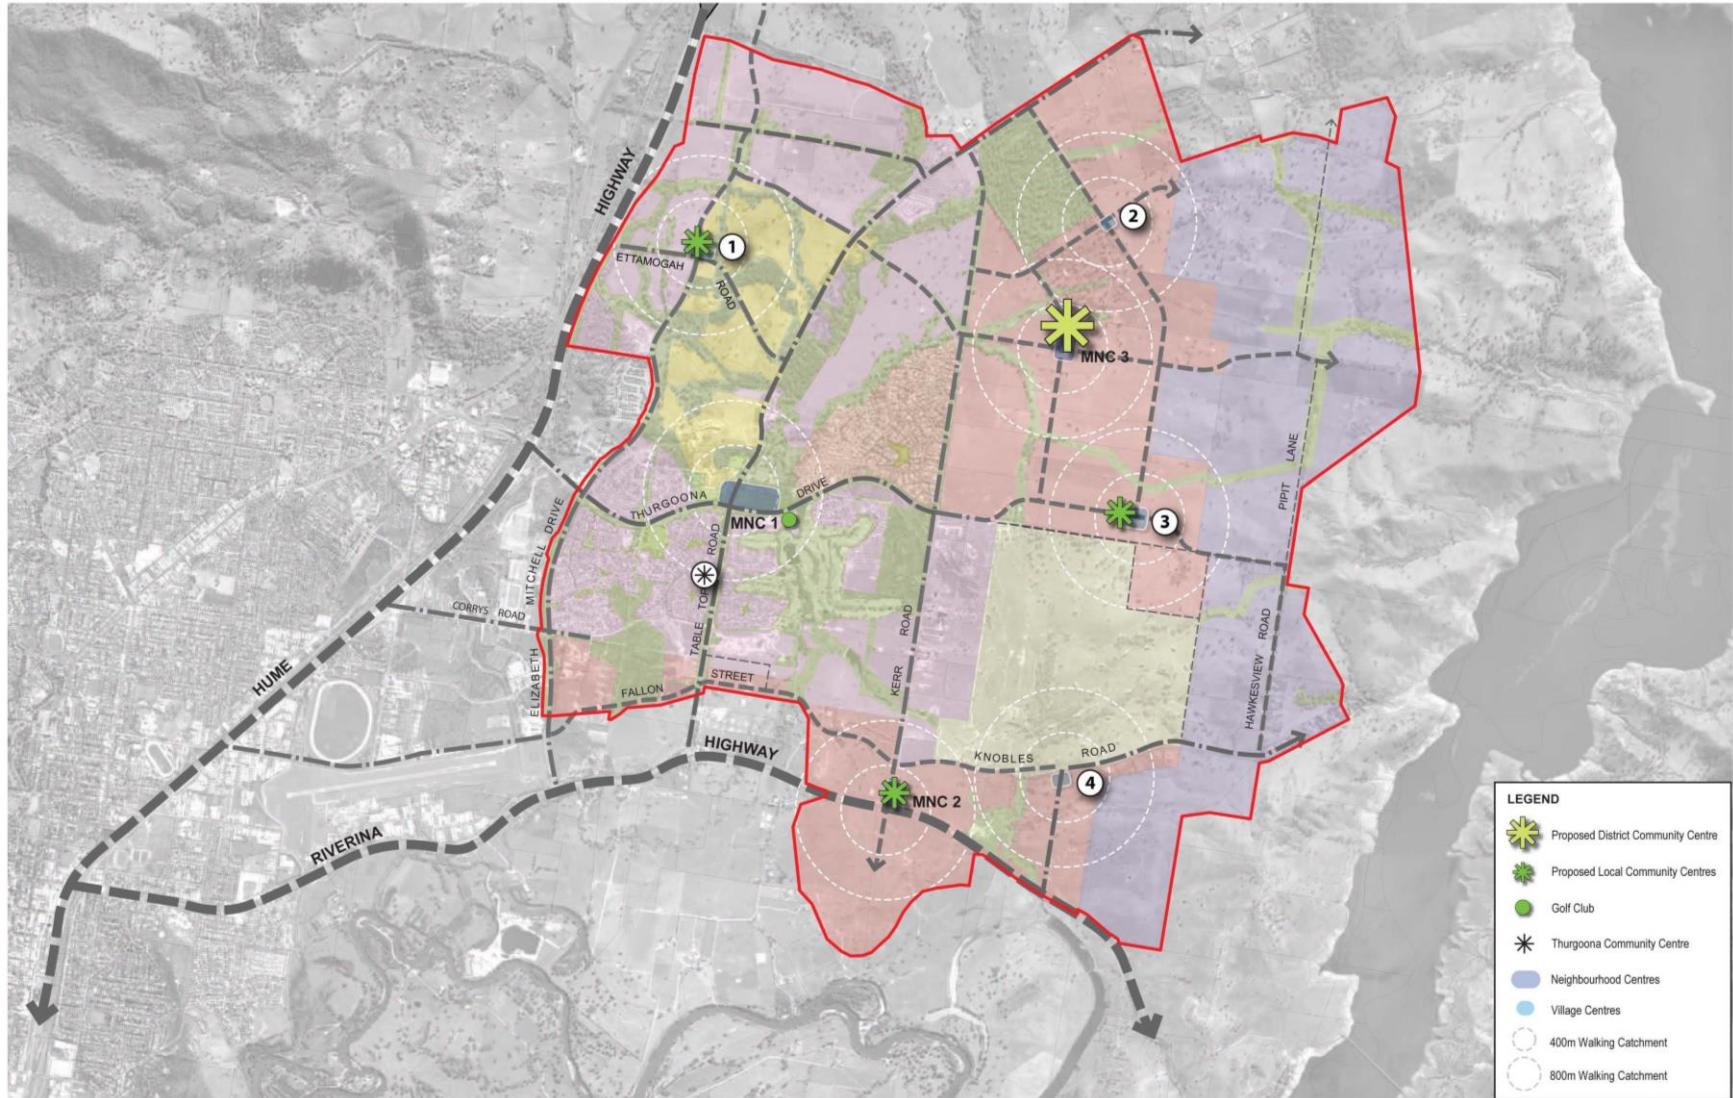 HIGHWAY
1
2
ETTAMOGAH
ROAD
MNC 3
LANE
PIPIT
THURGOONA
DRIVE
MNC 1
3
MITCHELL DRIVE
ROAD
CORRYS ROAD
TABLE TOP
ROAD
ROAD
HUME
ELIZABETH
STREET
FALLON
KERR
HAWKESVIEW
HIGHWAY
KNOBLES
ROAD
4
MNC 2
RIVERINA
LEGEND
Proposed District Community Centre
Proposed Local Community Centres
Golf Club
Thurgoona Community Centre
Neighbourhood Centres
Village Centres
400m Walking Catchment
800m Walking Catchment